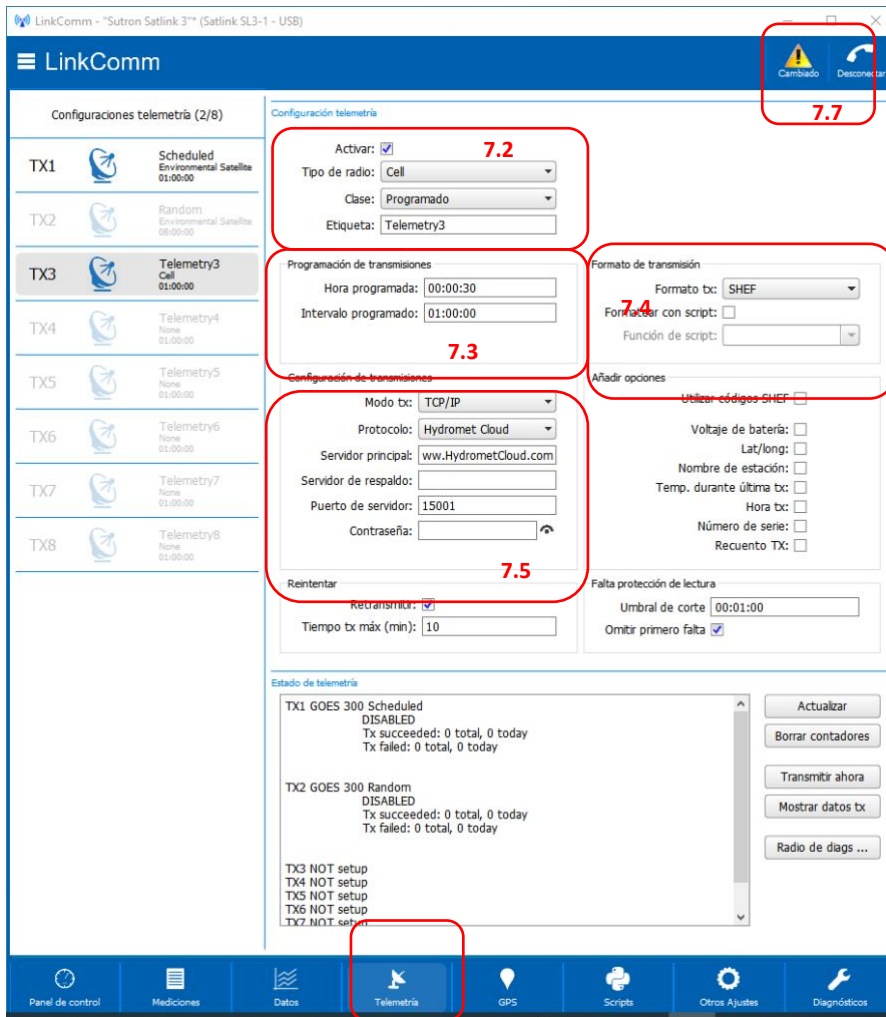 LinkComm - "Sutron Satlink 3"* (Satlink SL3-1 - USB)
LinkComm
Cambiado
Desconectar
7.7
Configuraciones telemetría (2/8)
TX1
Scheduled
Environmental Satellite
01:00:00
TX2
Random
Environmental Satellite
06:00:00
TX3
Telemetry3
Cell
01:00:00
TX4
Telemetry4
None
01:00:00
TX5
Telemetry5
None
01:00:00
TX6
Telemetry6
None
01:00:00
TX7
Telemetry7
None
01:00:00
TX8
Telemetry8
None
01:00:00
Configuración telemetría
Activar:
7.2
Tipo de radio: Cell
Clase: Programado
Etiqueta: Telemetry3
Programación de transmisiones
Hora programada: 00:00:30
Intervalo programado: 01:00:00
7.3
Formato de transmisión
Formato tx: SHEF
Formatear con script:
7.4
Función de script:
Configuración de transmisiones
Modo tx: TCP/IP
Protocolo: Hydromet Cloud
Servidor principal: ww.HydrometCloud.com
Servidor de respaldo:
Puerto de servidor: 15001
Contraseña:
7.5
Añadir opciones
Utilizar códigos SHEF
Voltaje de batería:
Lat/long:
Nombre de estación:
Temp. durante última tx:
Hora tx:
Número de serie:
Recuento TX:
Reintentar
Retransmitir:
Tiempo tx máx (min): 10
Falta protección de lectura
Umbral de corte 00:01:00
Omitir primero falta
Estado de telemetría
TX1 GOES 300 Scheduled
DISABLED
Tx succeeded: 0 total, 0 today
Tx failed: 0 total, 0 today
TX2 GOES 300 Random
DISABLED
Tx succeeded: 0 total, 0 today
Tx failed: 0 total, 0 today
TX3 NOT setup
TX4 NOT setup
TX5 NOT setup
TX6 NOT setup
TX7 NOT setup
Actualizar
Borrar contadores
Transmitir ahora
Mostrar datos tx
Radio de diags ...
Panel de control
Mediciones
Datos
Telemetría
GPS
Scripts
Otros Ajustes
Diagnósticos